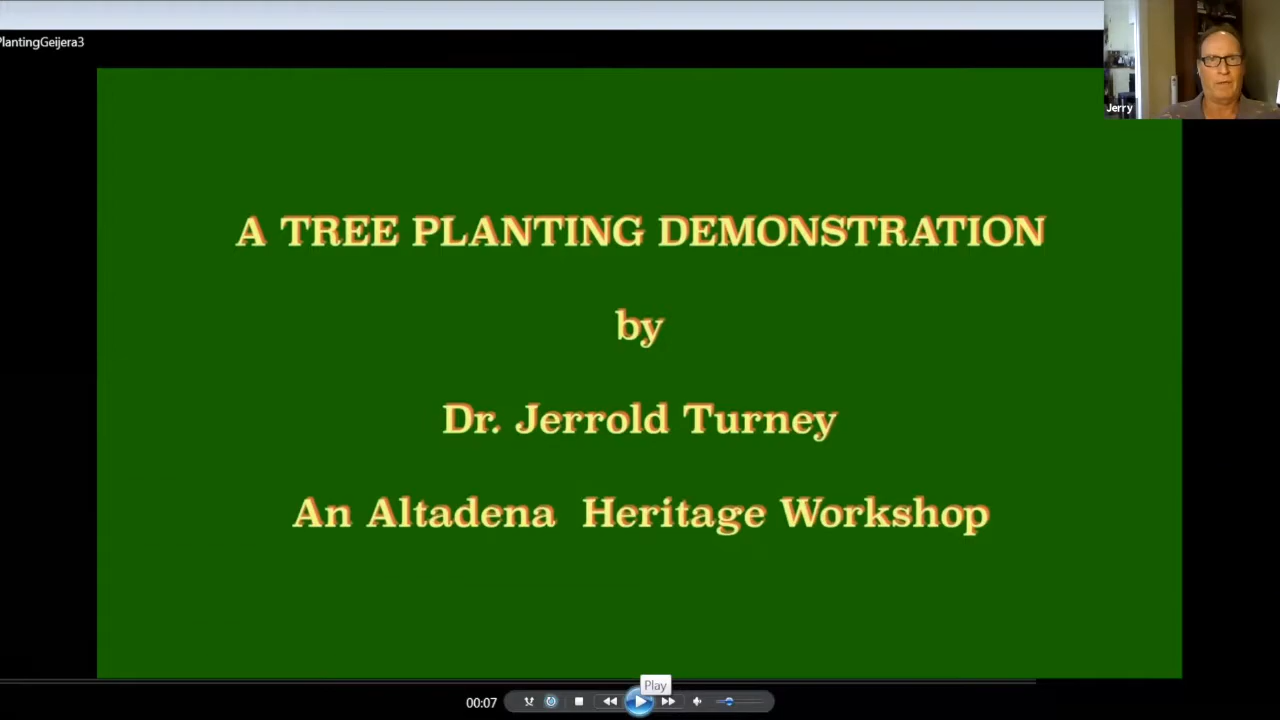 PlantingGeijera3
Jerry
A TREE PLANTING DEMONSTRATION
by
Dr. Jerrold Turney
An Altadena Heritage Workshop
Play
00:07